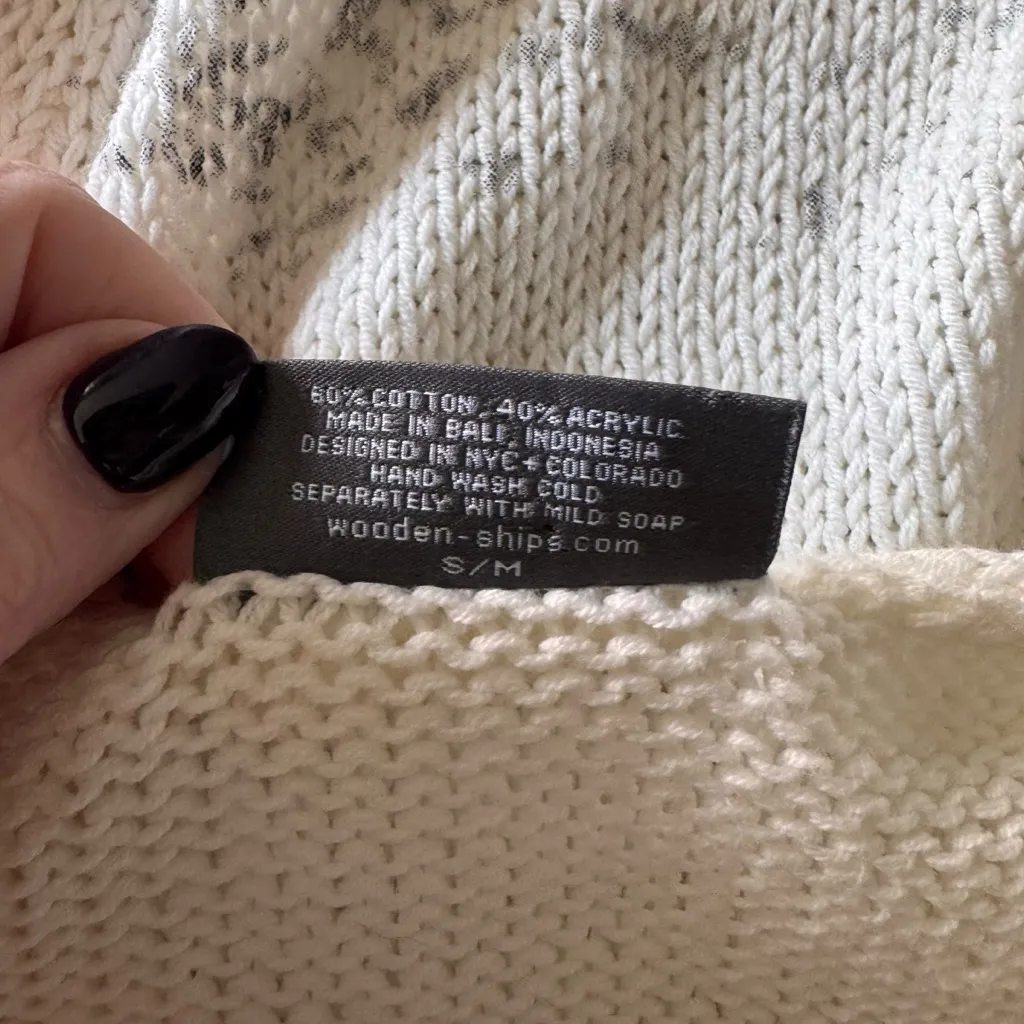 60% COTTON, 40% ACRYLIC
MADE IN BALI, INDONESIA
DESIGNED IN NYC + COLORADO
HAND WASH COLD
SEPARATELY WITH MILD SOAP
wooden-ships.com
S/M